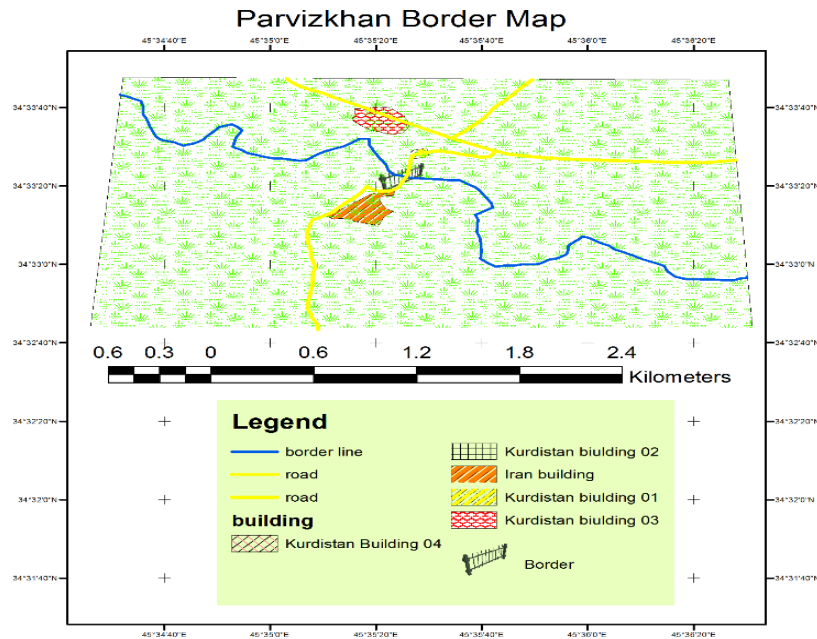 Parvizkhan Border Map
45°34'40"E 45°35'0"E 45°35'20"E 45°35'40"E 45°36'0"E 45°36'20"E
34°33'40"N 34°33'40"N
34°33'20"N 34°33'20"N
34°33'0"N 34°33'0"N
34°32'40"N 34°32'40"N
0.6 0.3 0 0.6 1.2 1.8 2.4
Kilometers
34°32'20"N 34°32'20"N
Legend
border line
road
road
building
Kurdistan Building 04
Kurdistan biulding 02
Iran building
Kurdistan biulding 01
Kurdistan biulding 03
Border
34°32'0"N 34°32'0"N
34°31'40"N 34°31'40"N
45°34'40"E 45°35'0"E 45°35'20"E 45°35'40"E 45°36'0"E 45°36'20"E